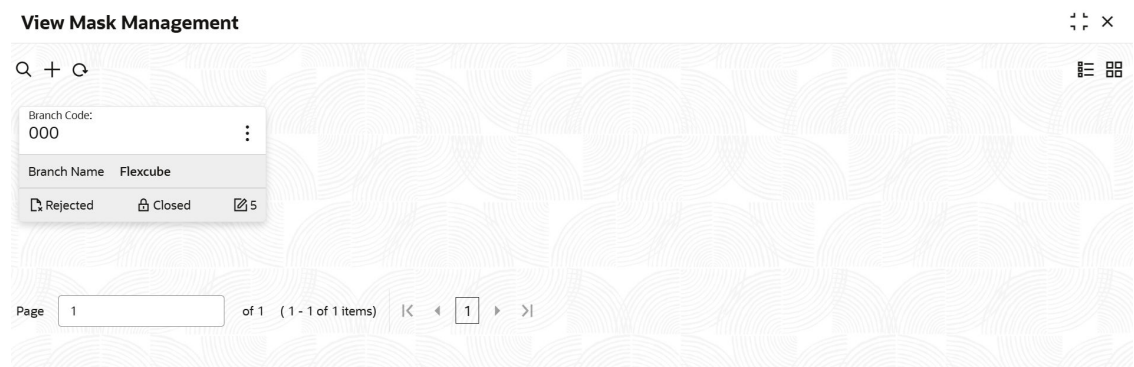 View Mask Management
Branch Code:
000
Branch Name Flexcube
Rejected Closed 5
Page 1 of 1 ( 1 - 1 of 1 items) 1